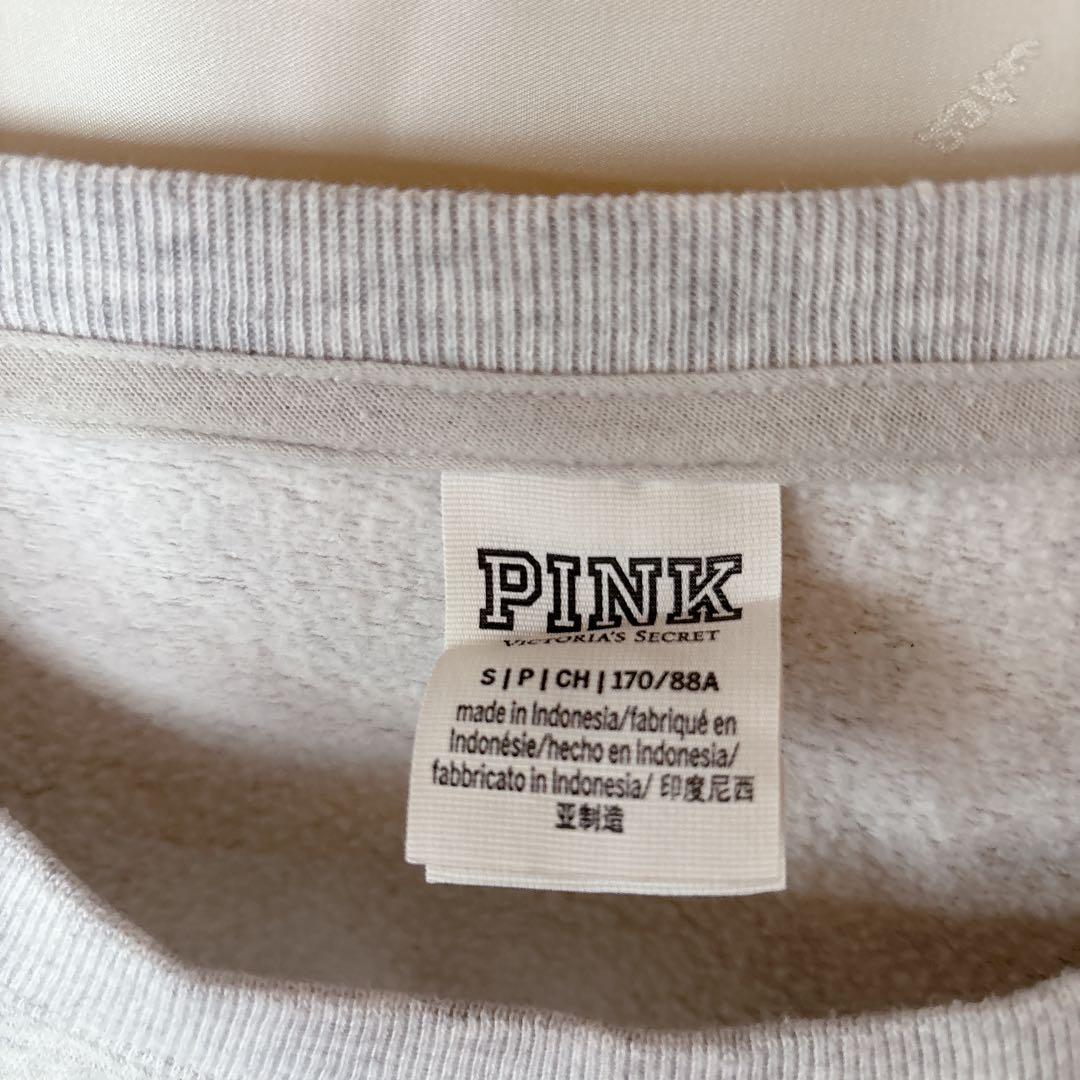 PINK
VICTORIA'S SECRET
S | P | CH | 170/88A
made in Indonesia/fabriqué en
Indonésie/hecho en Indonesia/
fabbricato in Indonesia/ 印度尼西
亚制造